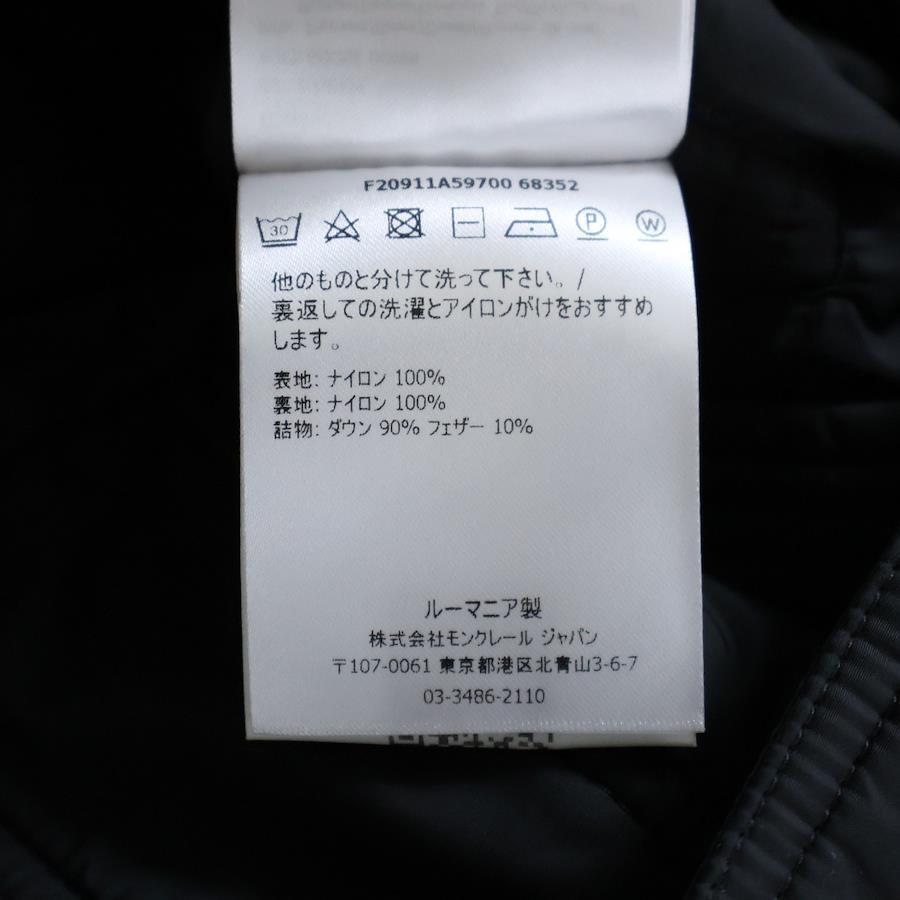 F20911A59700 68352
30 P W
他のものと分けて洗って下さい。/
裏返しての洗濯とアイロンがけをおすすめ
します。
表地: ナイロン 100%
裏地: ナイロン 100%
詰物: ダウン 90% フェザー 10%
ルーマニア製
株式会社モンクレール ジャパン
〒107-0061 東京都港区北青山3-6-7
03-3486-2110